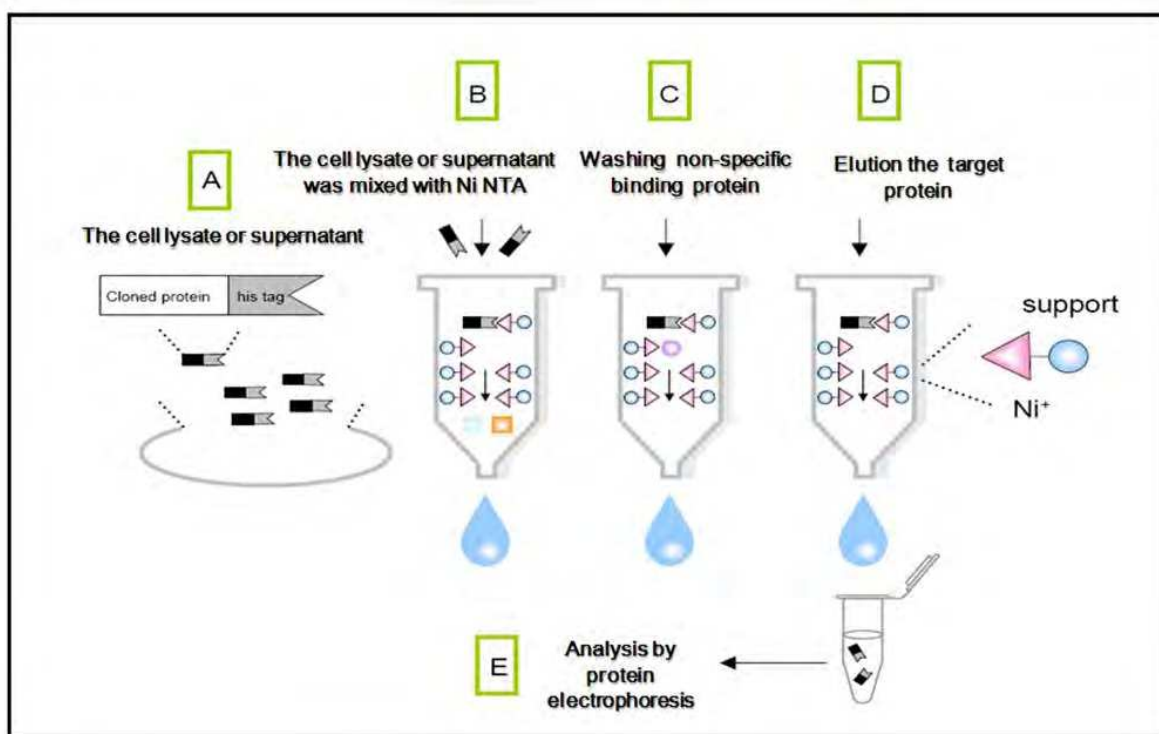 A
The cell lysate or supernatant
Cloned protein
his tag
B
The cell lysate or supernatant
was mixed with Ni NTA
C
Washing non-specific
binding protein
D
Elution the target
protein
support
Ni⁺
E
Analysis by
protein
electrophoresis